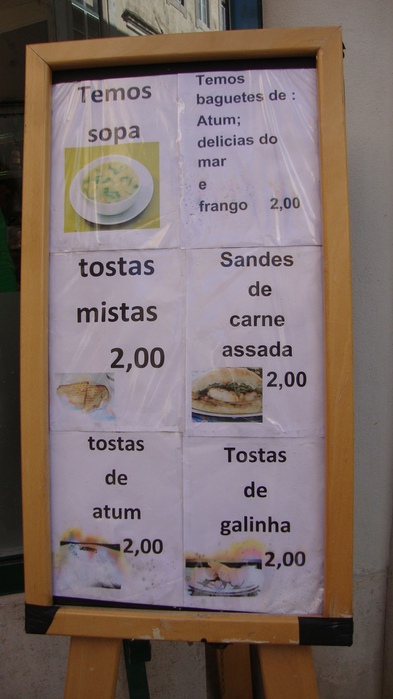 Temos
sopa
Temos
baguetes de :
Atum;
delicias do
mar
e
frango 2,00
tostas
mistas
2,00
Sandes
de
carne
assada
2,00
tostas
de
atum
2,00
Tostas
de
galinha
2,00